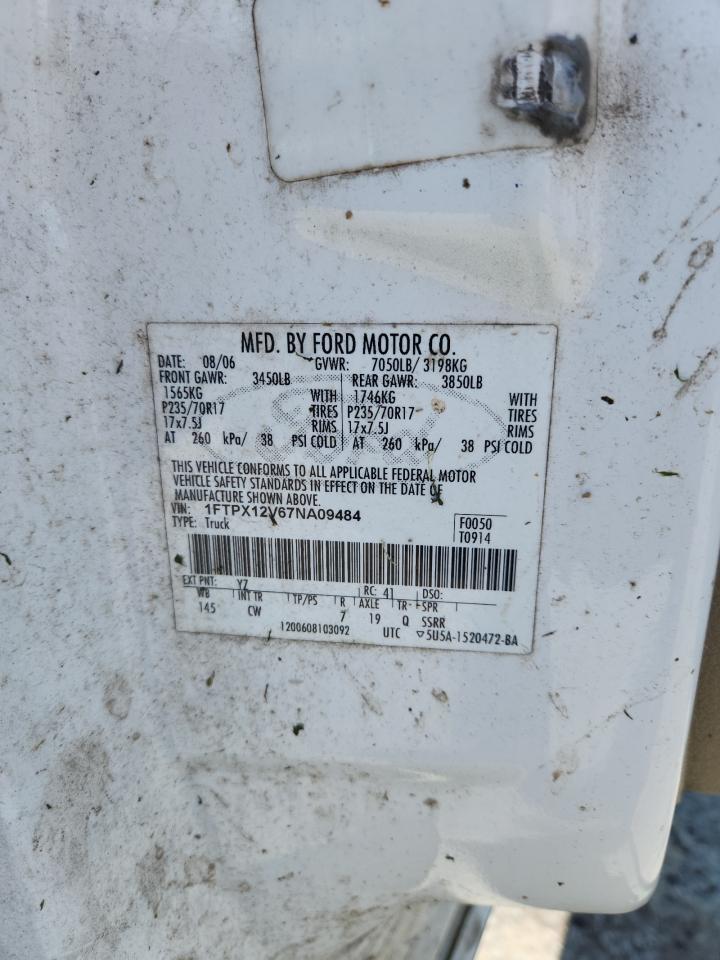 MFD. BY FORD MOTOR CO.
DATE: 08/06 GVWR: 7050LB/ 3198KG
FRONT GAWR: 3450LB REAR GAWR: 3850LB
1565KG WITH 1746KG WITH
P235/70R17 TIRES P235/70R17 TIRES
17x7.5J RIMS 17x7.5J RIMS
AT 260 kPa/ 38 PSI COLD AT 260 kPa/ 38 PSI COLD
THIS VEHICLE CONFORMS TO ALL APPLICABLE FEDERAL MOTOR
VEHICLE SAFETY STANDARDS IN EFFECT ON THE DATE OF
MANUFACTURE SHOWN ABOVE.
VIN: 1FTPX12V67NA09484
TYPE: Truck
F0050
T0914
EXT PNT: YZ RC: 41 DSO:
WB INT TR TP/PS R AXLE TR- SPR
145 CW 7 19 Q SSRR
1200608103092 UTC ▽5U5A-1520472-BA